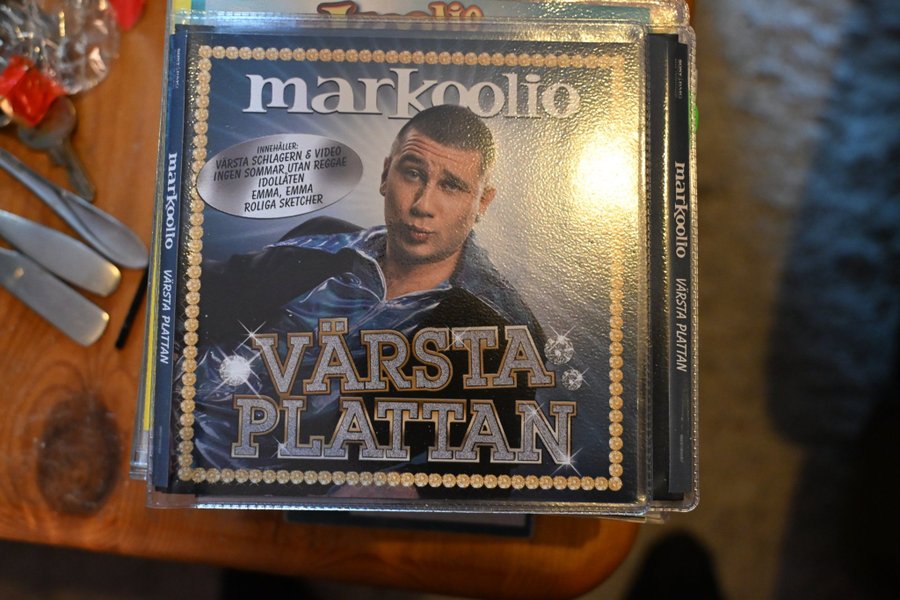 markoolio
INNEHÅLLER:
VÄRSTA SCHLAGERN & VIDEO
INGEN SOMMAR UTAN REGGAE
IDOLLÅTEN
EMMA, EMMA
ROLIGA SKETCHER
VÄRSTA
PLATTAN
markoolio VÄRSTA PLATTAN
markoolio VÄRSTA PLATTAN